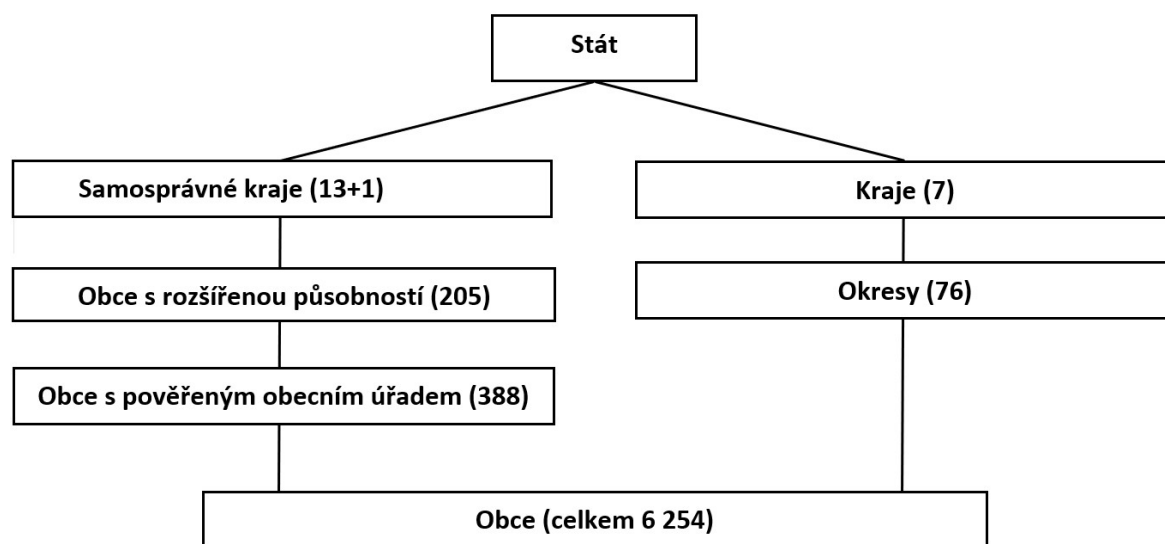 Stát
Samosprávné kraje (13+1)
Kraje (7)
Obce s rozšířenou působností (205)
Okresy (76)
Obce s pověřeným obecním úřadem (388)
Obce (celkem 6 254)